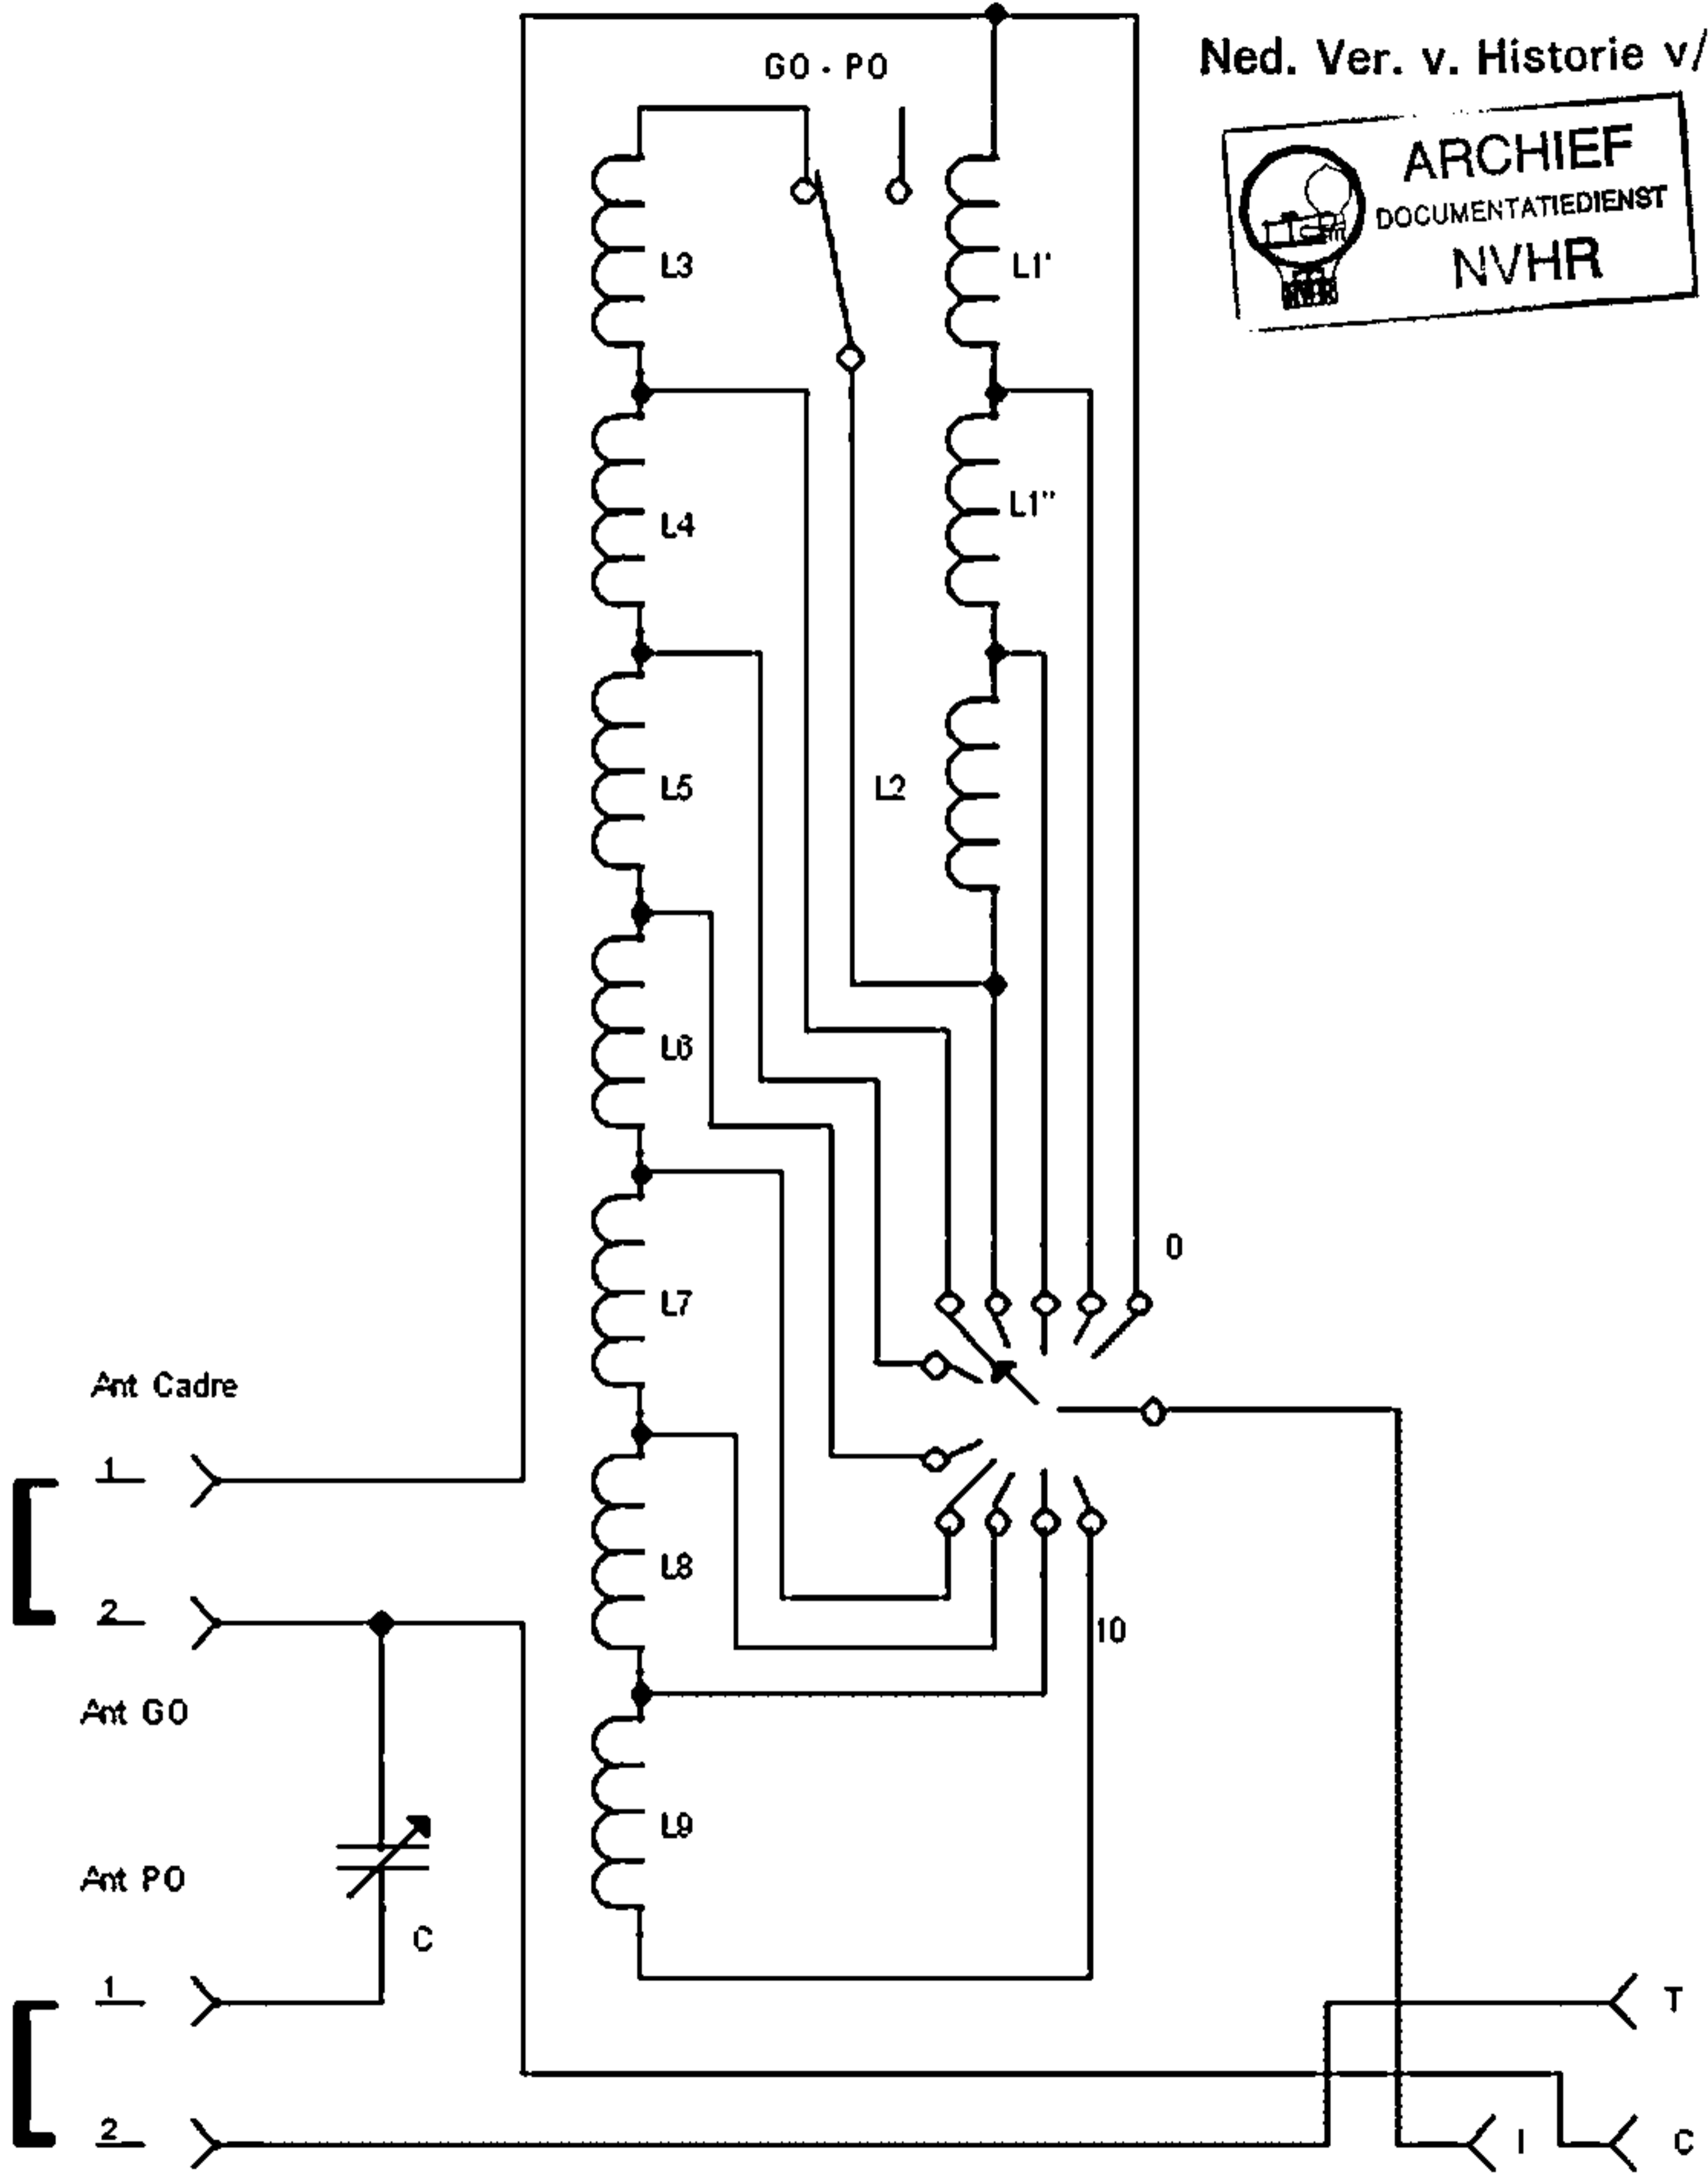 Ned. Ver. v. Historie v/
GO - PO
ARCHIEF
DOCUMENTATIEDIENST
NVHR
L3
L1'
L4
L1"
L5
L2
L6
L7
0
Ant Cadre
1
L8
2
10
Ant GO
L9
Ant PO
C
1
T
2
I
C